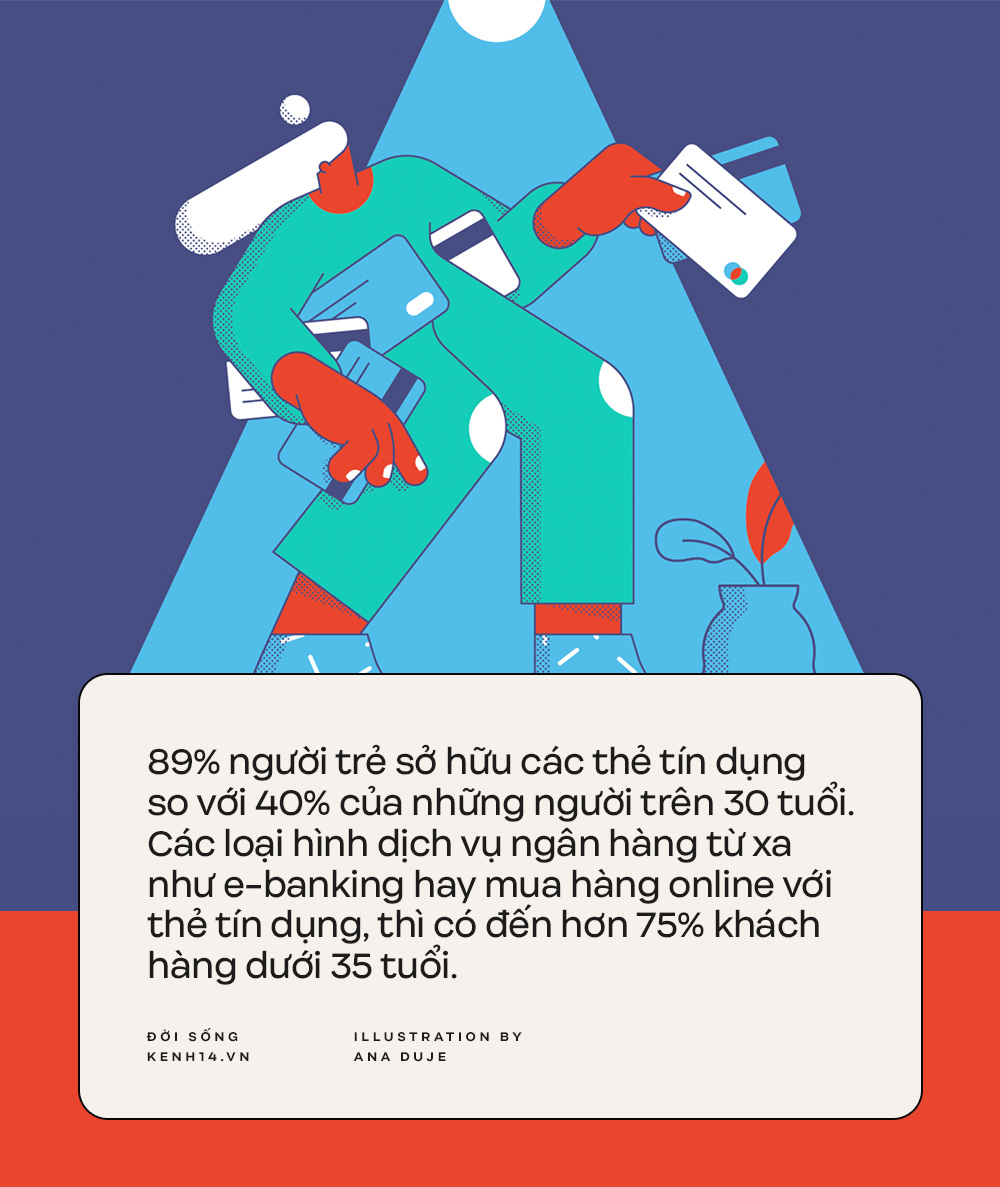 89% người trẻ sở hữu các thẻ tín dụng
so với 40% của những người trên 30 tuổi.
Các loại hình dịch vụ ngân hàng từ xa
như e-banking hay mua hàng online với
thẻ tín dụng, thì có đến hơn 75% khách
hàng dưới 35 tuổi.
ĐỜI SỐNG
KENH14.VN
ILLUSTRATION BY
ANA DUJE